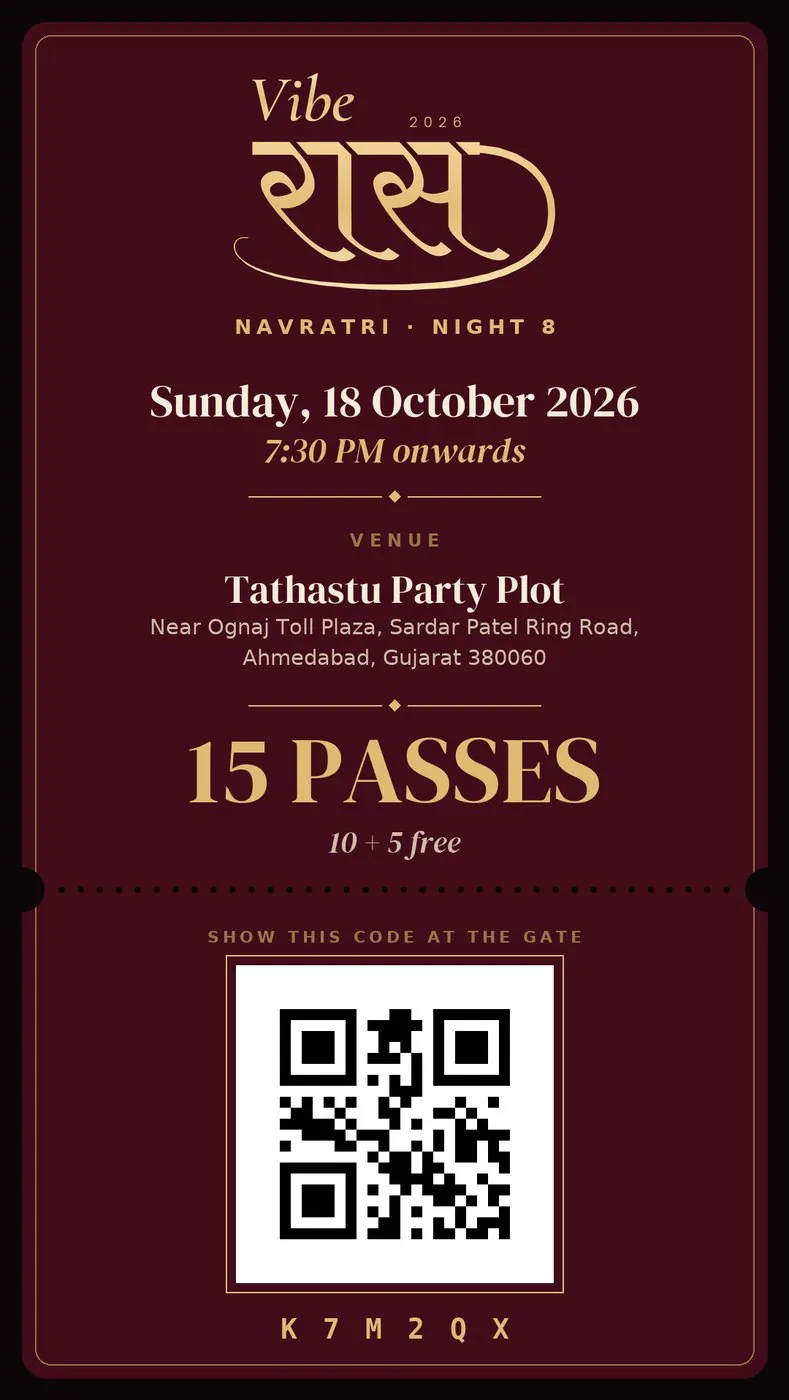 Vibe
2026
रास
NAVRATRI · NIGHT 8
Sunday, 18 October 2026
7:30 PM onwards
VENUE
Tathastu Party Plot
Near Ognaj Toll Plaza, Sardar Patel Ring Road,
Ahmedabad, Gujarat 380060
15 PASSES
10 + 5 free
SHOW THIS CODE AT THE GATE
K7M2QX